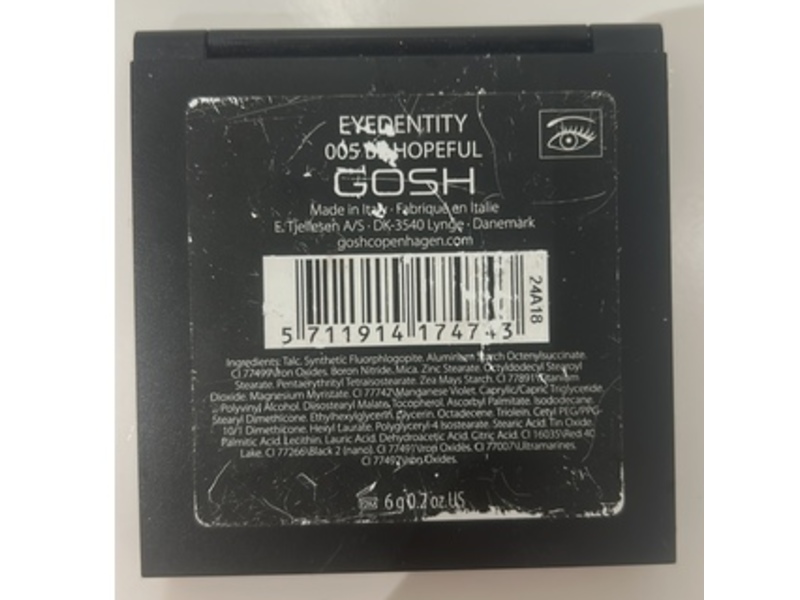 EYEDENTITY
005 BE HOPEFUL
GOSH
Made in Italy · Fabriqué en Italie
E. Tjellesen A/S · DK-3540 Lynge · Danemark
goshcopenhagen.com
24A18
5 711914 174743
Ingredients: Talc. Synthetic Fluorphlogopite. Aluminium Starch Octenylsuccinate.
CI 77499\Iron Oxides. Boron Nitride. Mica. Zinc Stearate. Octyldodecyl Stearoyl
Stearate. Pentaerythrityl Tetraisostearate. Zea Mays Starch. CI 77891\Titanium
Dioxide. Magnesium Myristate. CI 77742\Manganese Violet. Caprylic/Capric Triglyceride.
Polyvinyl Alcohol. Diisostearyl Malate. Tocopherol. Ascorbyl Palmitate. Isododecane.
Stearyl Dimethicone. Ethylhexylglycerin. Glycerin. Octadecene. Triolein. Cetyl PEG/PPG-
10/1 Dimethicone. Hexyl Laurate. Polyglyceryl-4 Isostearate. Stearic Acid. Tin Oxide.
Palmitic Acid. Lecithin. Lauric Acid. Dehydroacetic Acid. Citric Acid. CI 16035\Red 40
Lake. CI 77266\Black 2 (nano). CI 77491\Iron Oxides. CI 77007\Ultramarines.
CI 77492\Iron Oxides.
12M 6 g 0.2 oz. US